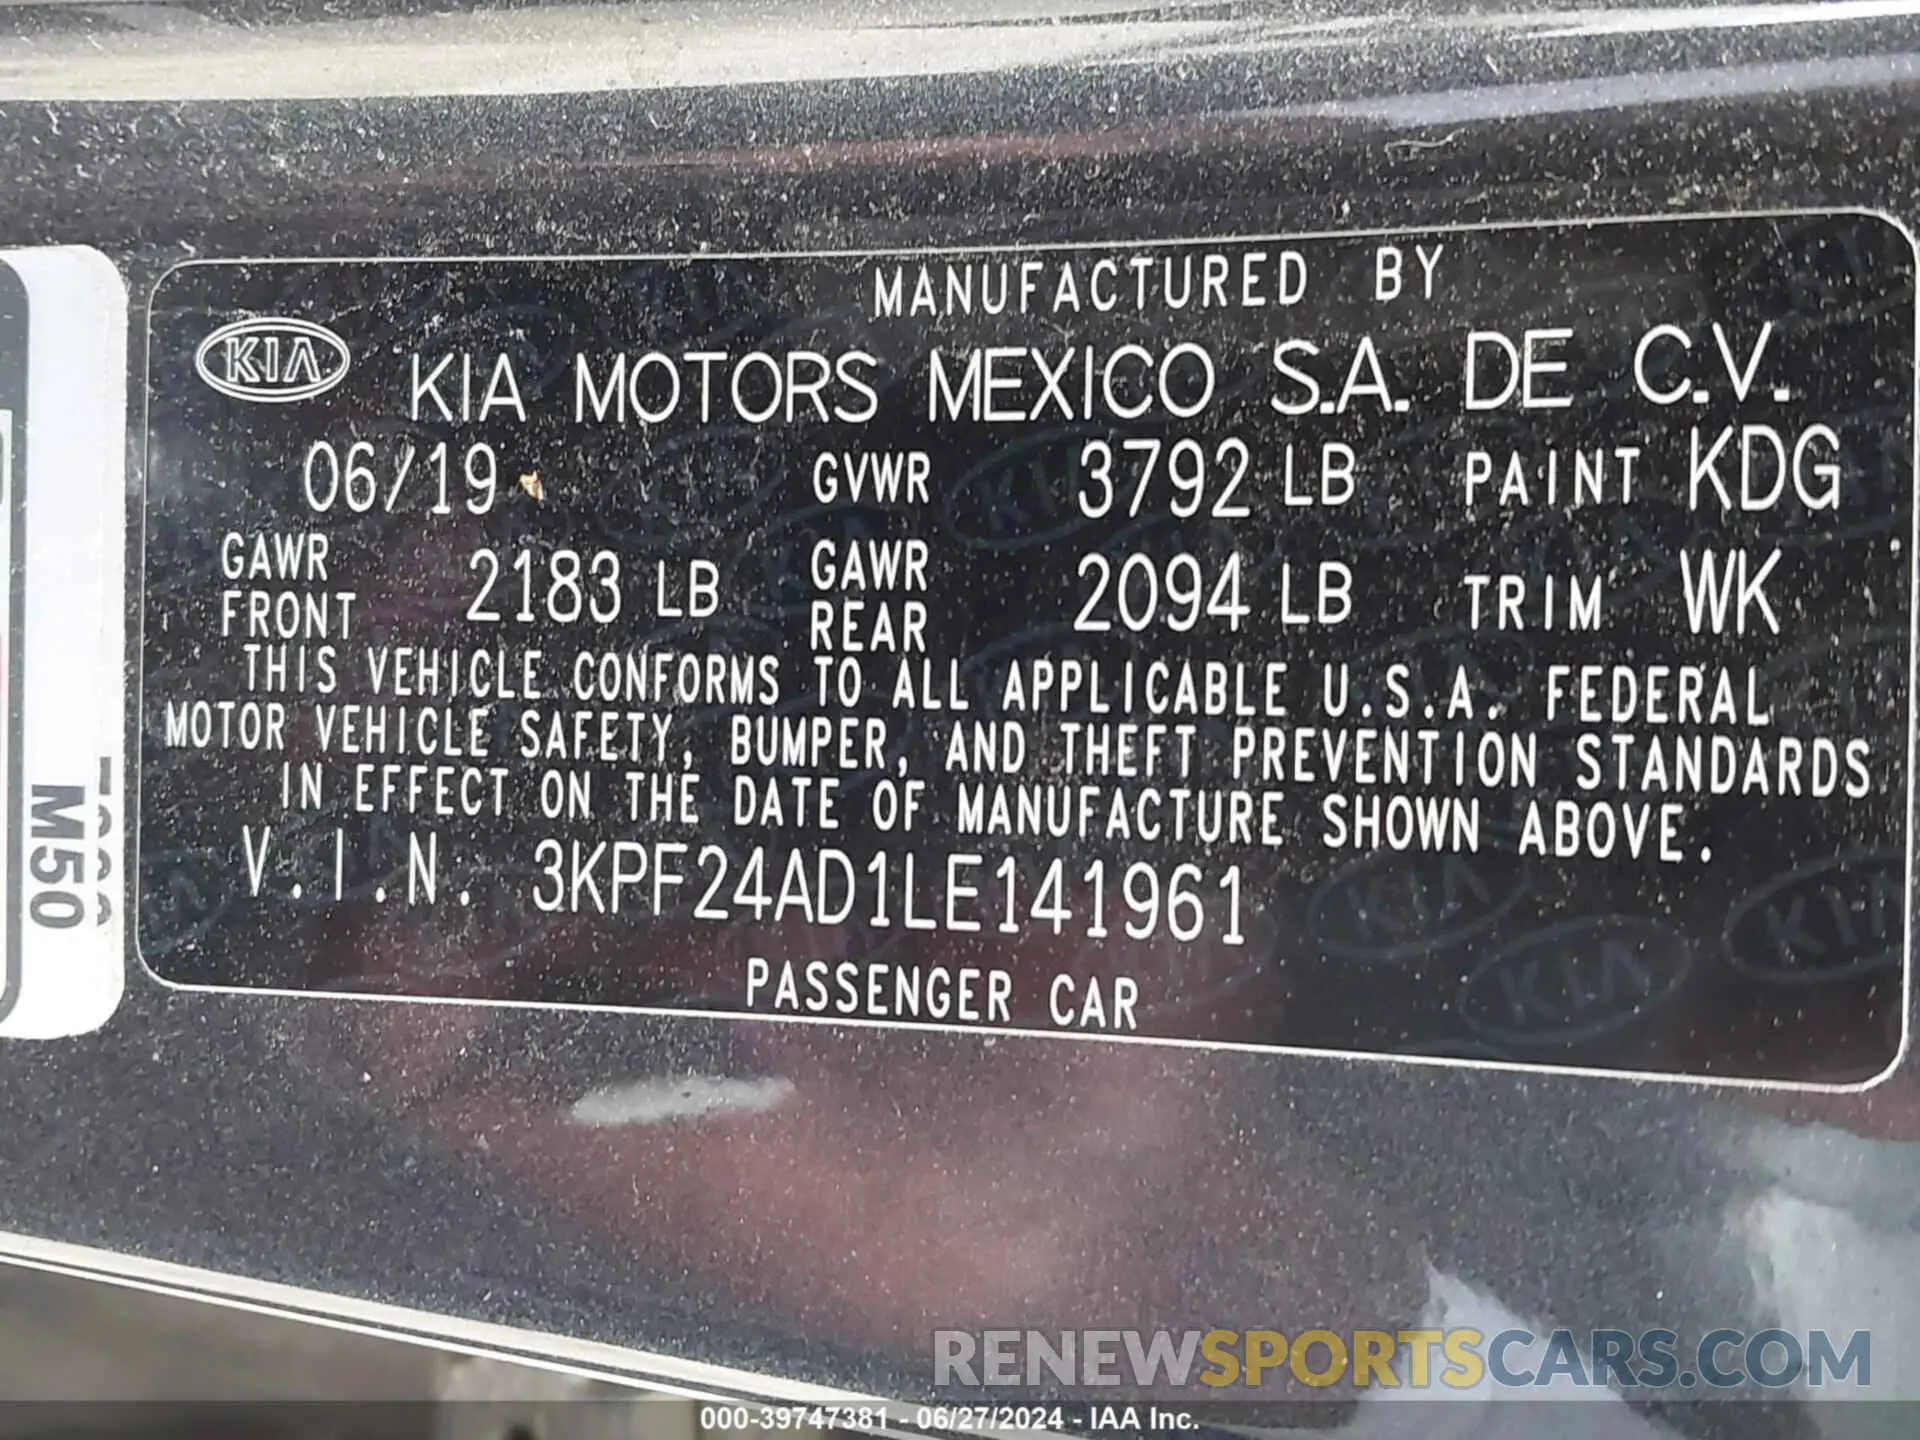 MANUFACTURED BY
KIA KIA MOTORS MEXICO S.A. DE C.V.
06/19 GVWR 3792 LB PAINT KDG
GAWR FRONT 2183 LB GAWR REAR 2094 LB TRIM WK
THIS VEHICLE CONFORMS TO ALL APPLICABLE U.S.A. FEDERAL
MOTOR VEHICLE SAFETY, BUMPER, AND THEFT PREVENTION STANDARDS
IN EFFECT ON THE DATE OF MANUFACTURE SHOWN ABOVE.
V.I.N. 3KPF24AD1LE141961
PASSENGER CAR
M50
RENEWSPORTSCARS.COM
000-39747381 - 06/27/2024 - IAA Inc.